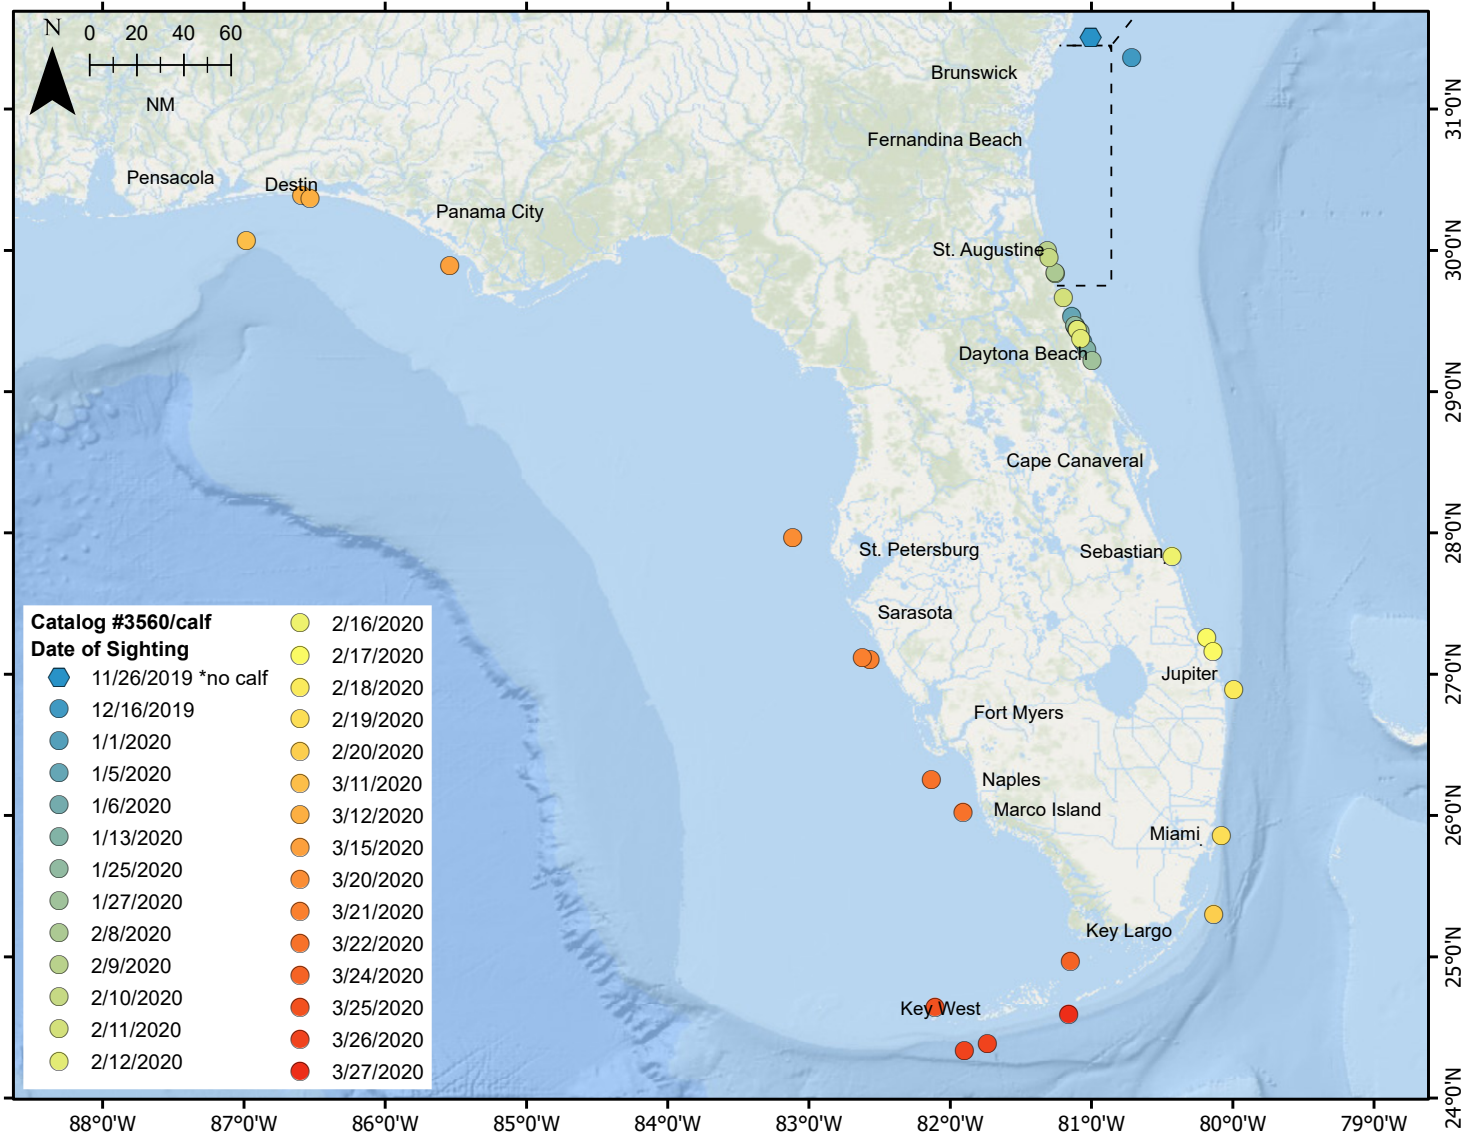 N
0 20 40 60
NM
Brunswick
Fernandina Beach
Pensacola
Destin
Panama City
St. Augustine
Daytona Beach
Cape Canaveral
St. Petersburg
Sebastian
Sarasota
Jupiter
Fort Myers
Naples
Marco Island
Miami
Key Largo
Key West
Catalog #3560/calf
Date of Sighting
11/26/2019 *no calf
12/16/2019
1/1/2020
1/5/2020
1/6/2020
1/13/2020
1/25/2020
1/27/2020
2/8/2020
2/9/2020
2/10/2020
2/11/2020
2/12/2020
2/16/2020
2/17/2020
2/18/2020
2/19/2020
2/20/2020
3/11/2020
3/12/2020
3/15/2020
3/20/2020
3/21/2020
3/22/2020
3/24/2020
3/25/2020
3/26/2020
3/27/2020
31°0'N
30°0'N
29°0'N
28°0'N
27°0'N
26°0'N
25°0'N
24°0'N
88°0'W 87°0'W 86°0'W 85°0'W 84°0'W 83°0'W 82°0'W 81°0'W 80°0'W 79°0'W